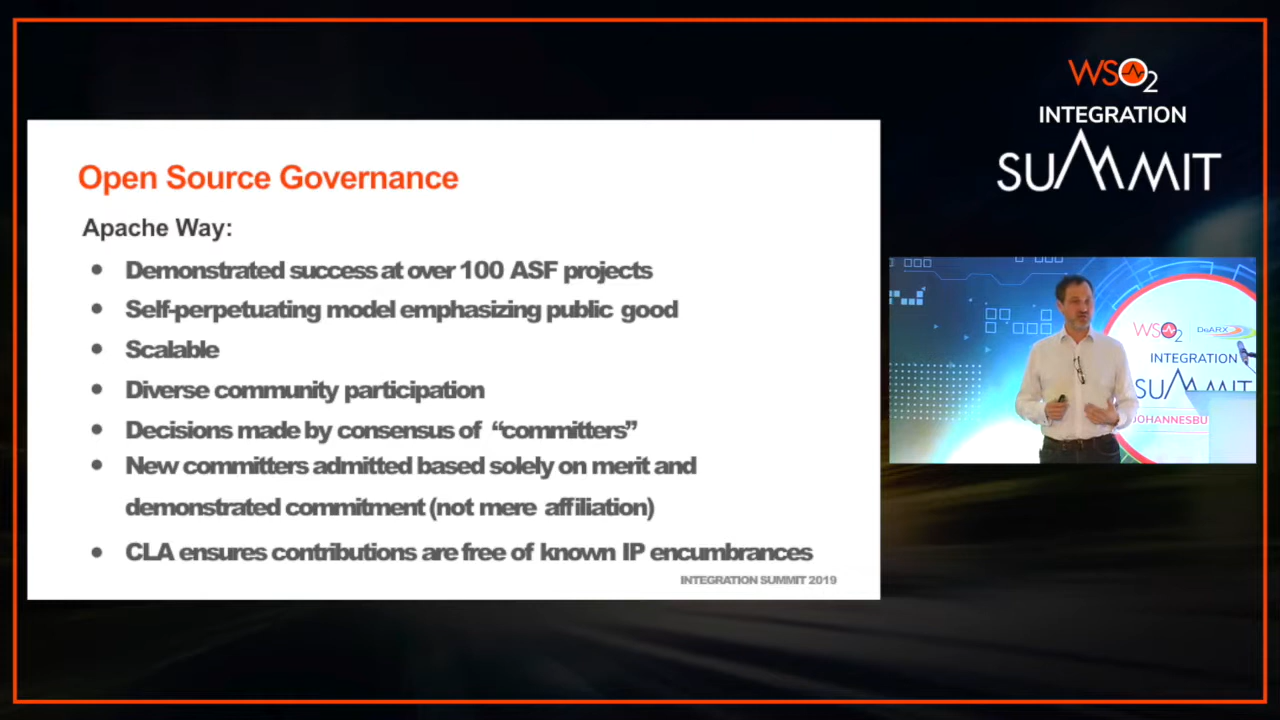 WSO2
INTEGRATION
SUMMIT
Open Source Governance
Apache Way:
• Demonstrated success at over 100 ASF projects
• Self-perpetuating model emphasizing public good
• Scalable
• Diverse community participation
• Decisions made by consensus of “committers”
• New committers admitted based solely on merit and
demonstrated commitment (not mere affiliation)
• CLA ensures contributions are free of known IP encumbrances
INTEGRATION SUMMIT 2019
WSO2
DeARX
INTEGRATION
SUMMIT
JOHANNESBU